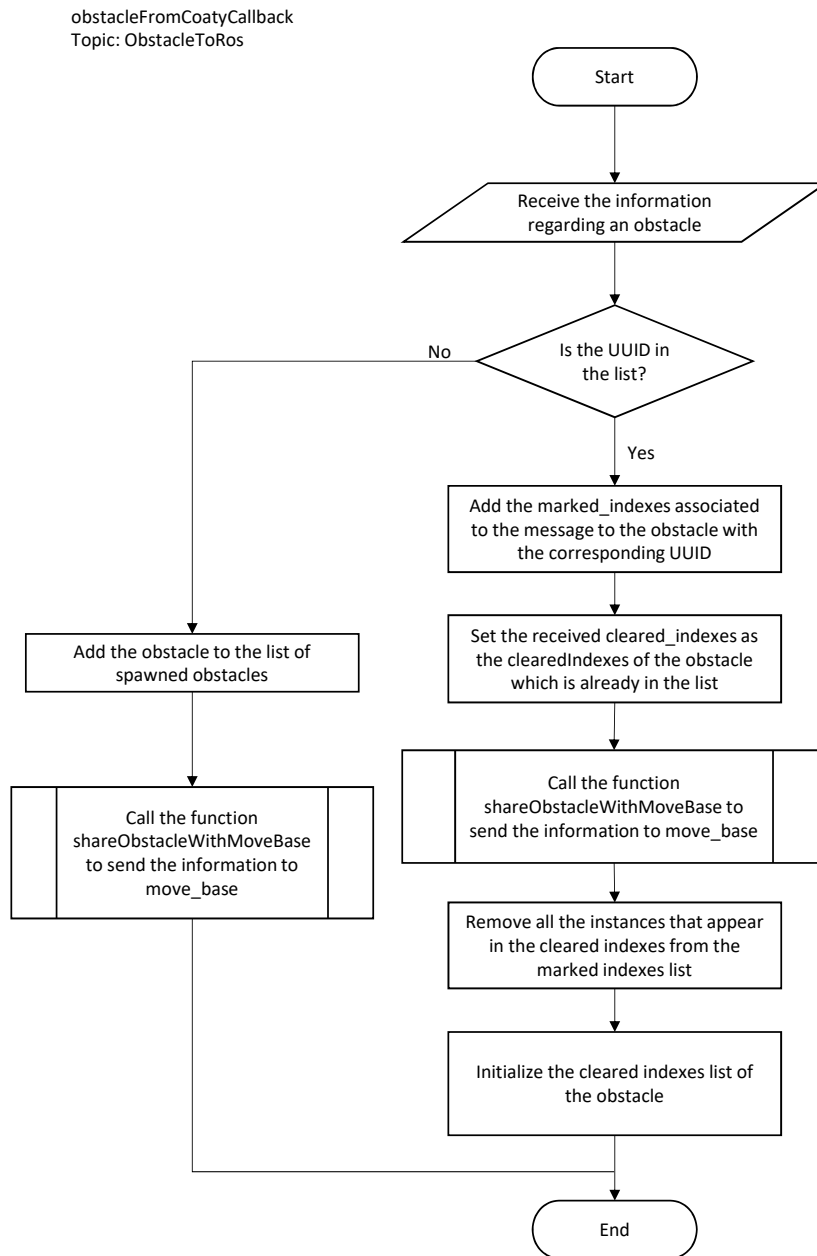 obstacleFromCoatyCallback
Topic: ObstacleToRos
Start
Receive the information
regarding an obstacle
Is the UUID in
the list?
No
Yes
Add the marked_indexes associated
to the message to the obstacle with
the corresponding UUID
Set the received cleared_indexes as
the clearedIndexes of the obstacle
which is already in the list
Add the obstacle to the list of
spawned obstacles
Call the function
shareObstacleWithMoveBase to
send the information to move_base
Call the function
shareObstacleWithMoveBase
to send the information to
move_base
Remove all the instances that appear
in the cleared indexes from the
marked indexes list
Initialize the cleared indexes list of
the obstacle
End